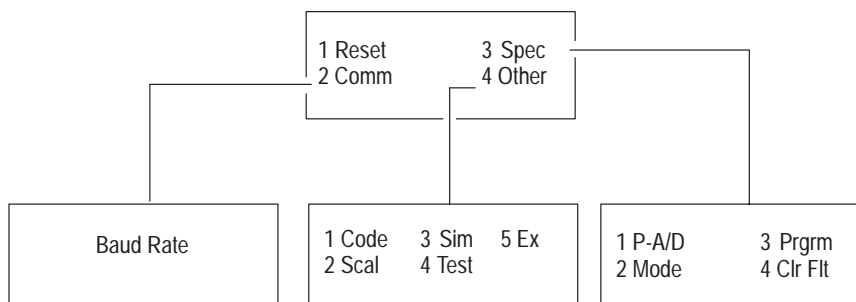 1 Reset 3 Spec
2 Comm 4 Other
Baud Rate
1 Code 3 Sim 5 Ex
2 Scal 4 Test
1 P-A/D 3 Prgrm
2 Mode 4 Clr Flt